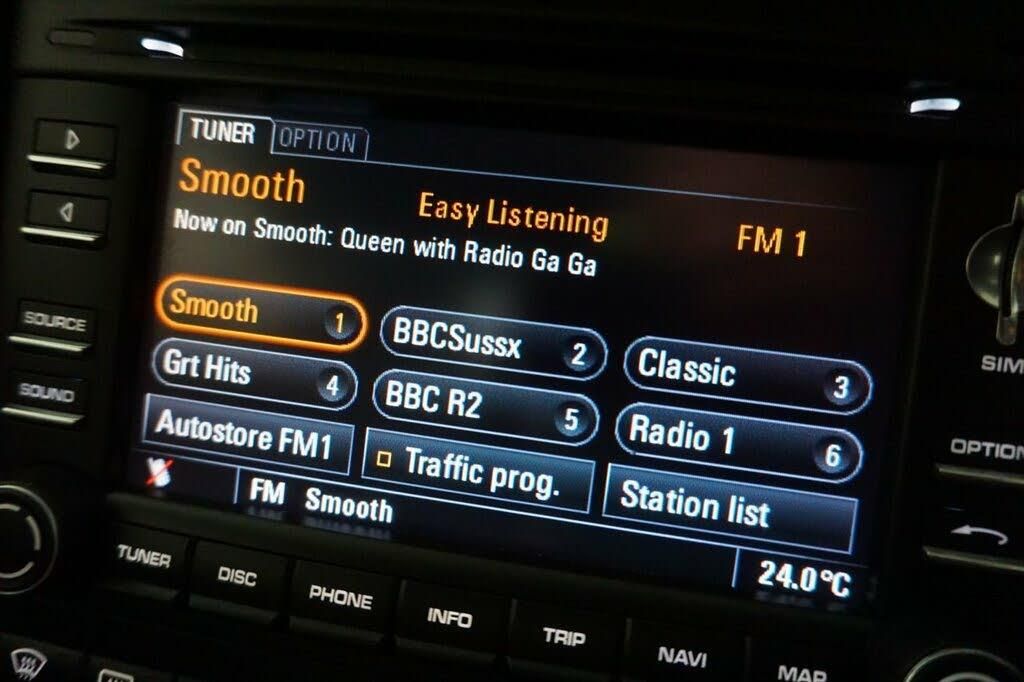 TUNER OPTION
Smooth Easy Listening FM 1
Now on Smooth: Queen with Radio Ga Ga
Smooth 1 BBCSussx 2 Classic 3
Grt Hits 4 BBC R2 5 Radio 1 6
Autostore FM1 Traffic prog. Station list
FM Smooth 24.0°C
SOURCE
SOUND
SIM
OPTION
TUNER DISC PHONE INFO TRIP NAVI MAP